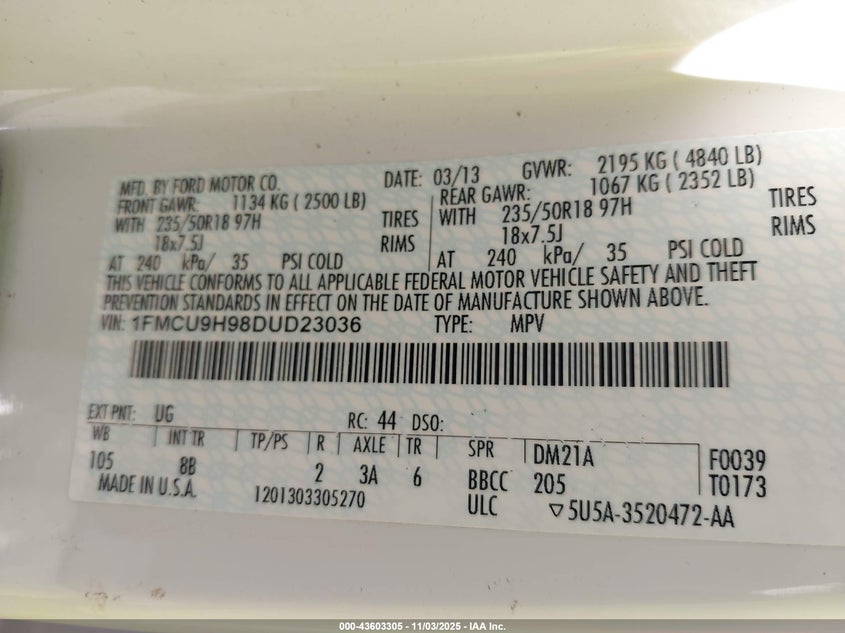 MFD. BY FORD MOTOR CO. DATE: 03/13 GVWR: 2195 KG ( 4840 LB)
FRONT GAWR: 1134 KG ( 2500 LB) REAR GAWR: 1067 KG ( 2352 LB)
WITH 235/50R18 97H TIRES WITH 235/50R18 97H TIRES
18x7.5J RIMS 18x7.5J RIMS
AT 240 kPa/ 35 PSI COLD AT 240 kPa/ 35 PSI COLD
THIS VEHICLE CONFORMS TO ALL APPLICABLE FEDERAL MOTOR VEHICLE SAFETY AND THEFT
PREVENTION STANDARDS IN EFFECT ON THE DATE OF MANUFACTURE SHOWN ABOVE.
VIN: 1FMCU9H98DUD23036 TYPE: MPV
EXT PNT: UG RC: 44 DSO:
WB INT TR TP/PS R AXLE TR SPR DM21A F0039
105 8B 2 3A 6 BBCC 205 T0173
MADE IN U.S.A. 1201303305270 ULC ▽5U5A-3520472-AA
000-43603305 - 11/03/2025 - IAA Inc.